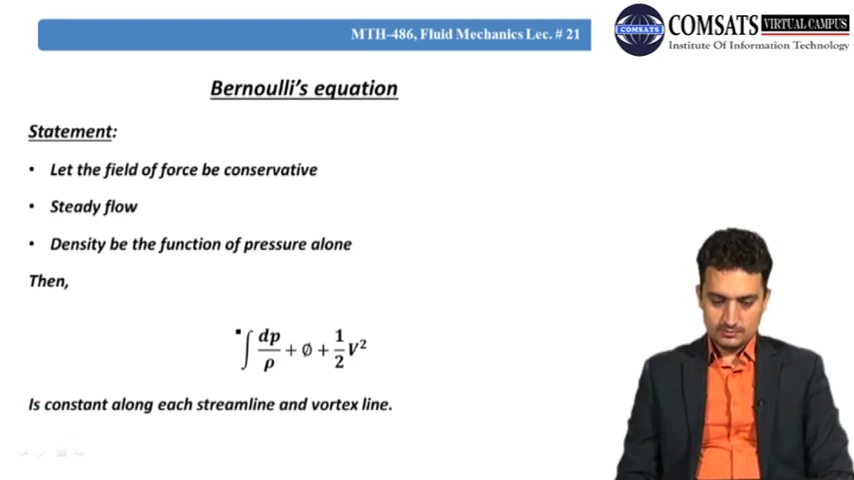 MTH-486, Fluid Mechanics Lec. # 21
COMSATS VIRTUAL CAMPUS
Institute Of Information Technology
COMSATS
Bernoulli's equation
Statement:
• Let the field of force be conservative
• Steady flow
• Density be the function of pressure alone
Then,
∫ dp/ρ + ∅ + 1/2 V²
Is constant along each streamline and vortex line.